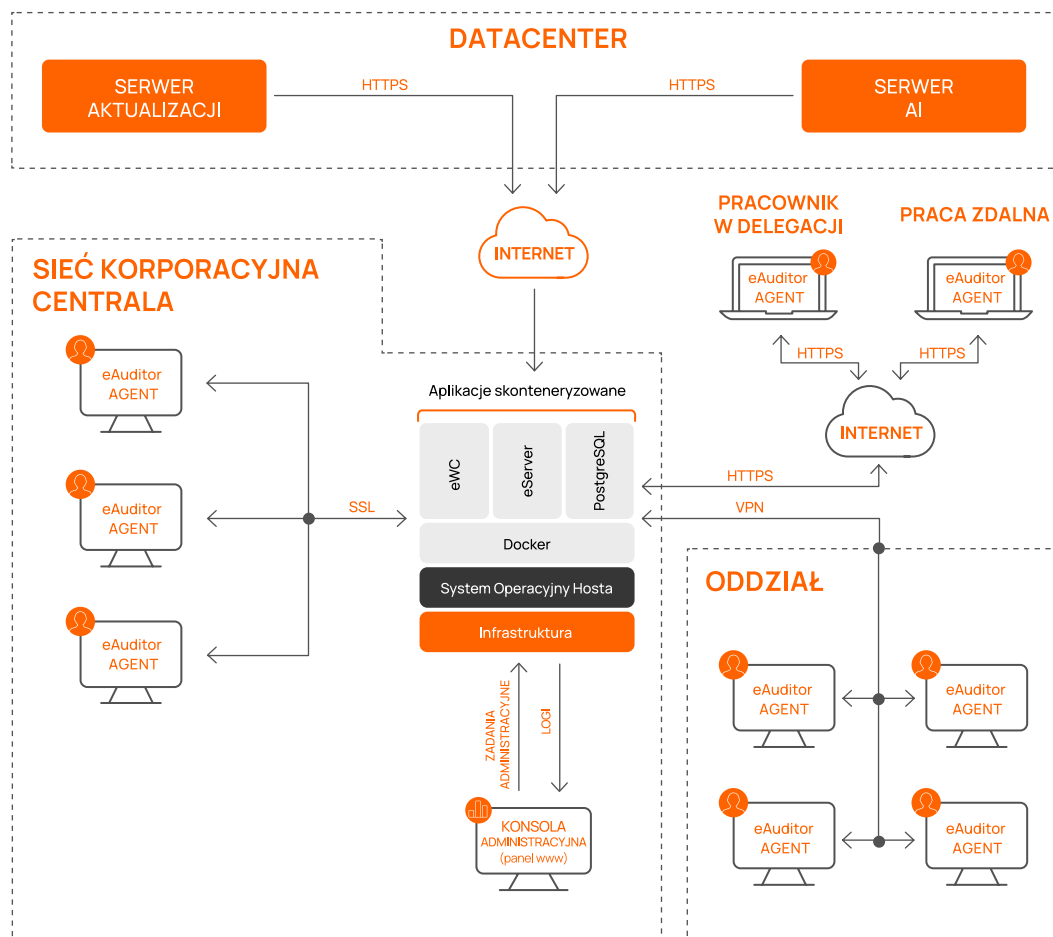 DATACENTER
SERWER
AKTUALIZACJI
HTTPS
HTTPS
SERWER
AI
INTERNET
PRACOWNIK
W DELEGACJI
PRACA ZDALNA
eAuditor
AGENT
eAuditor
AGENT
HTTPS
HTTPS
INTERNET
SIEĆ KORPORACYJNA
CENTRALA
eAuditor
AGENT
eAuditor
AGENT
eAuditor
AGENT
SSL
Aplikacje skonteneryzowane
eWC
eServer
PostgreSQL
Docker
System Operacyjny Hosta
Infrastruktura
HTTPS
VPN
ZADANIA
ADMINISTRACYJNE
LOGI
KONSOLA
ADMINISTRACYJNA
(panel www)
ODDZIAŁ
eAuditor
AGENT
eAuditor
AGENT
eAuditor
AGENT
eAuditor
AGENT